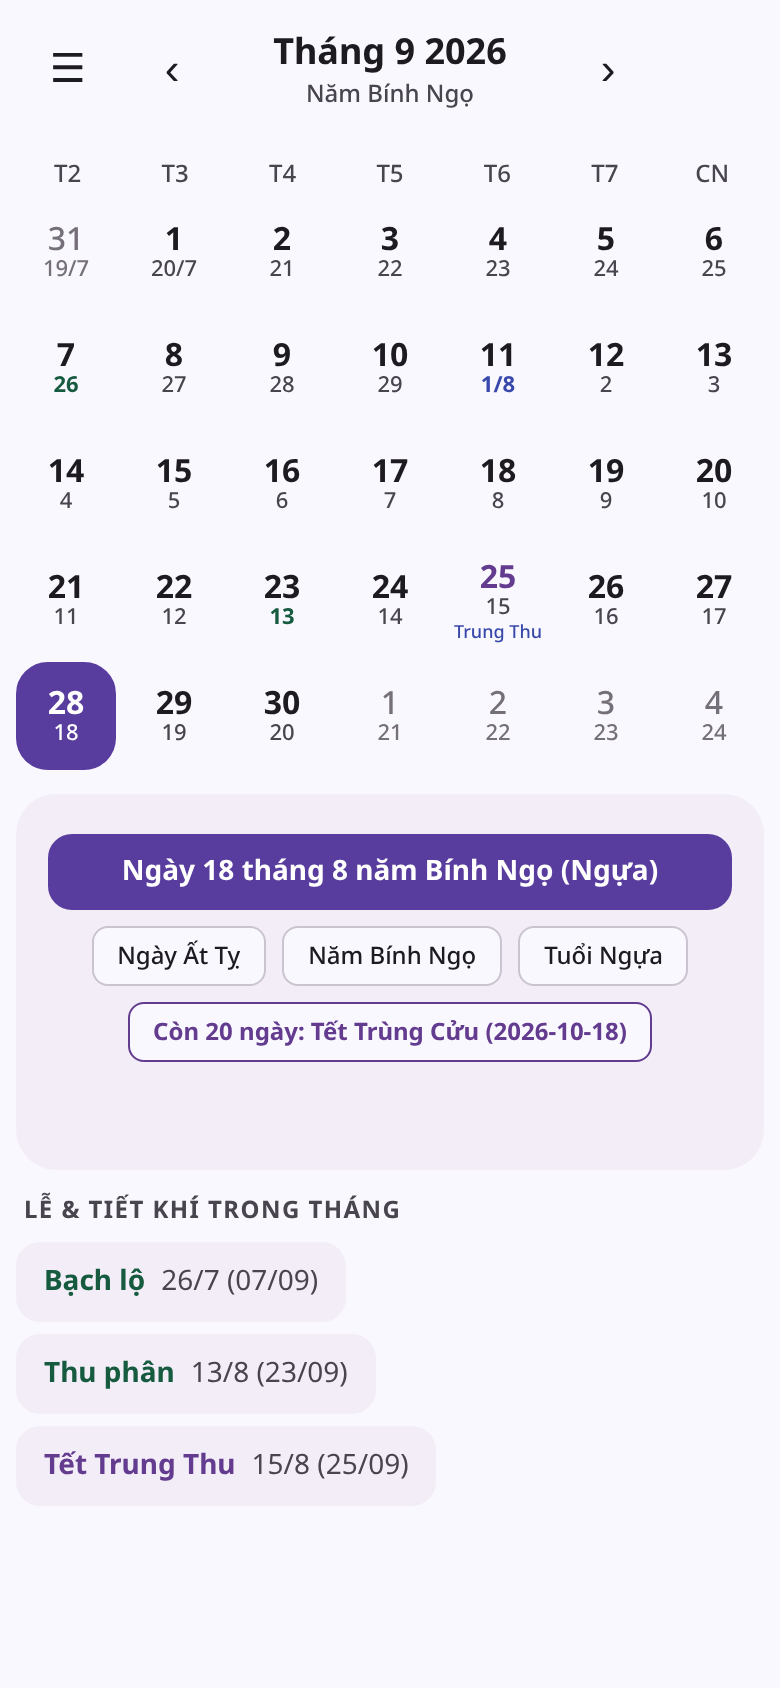 ☰ ‹ Tháng 9 2026 ›
Năm Bính Ngọ
T2 T3 T4 T5 T6 T7 CN
31 1 2 3 4 5 6
19/7 20/7 21 22 23 24 25
7 8 9 10 11 12 13
26 27 28 29 1/8 2 3
14 15 16 17 18 19 20
4 5 6 7 8 9 10
21 22 23 24 25 26 27
11 12 13 14 15 16 17
Trung Thu
28 29 30 1 2 3 4
18 19 20 21 22 23 24
Ngày 18 tháng 8 năm Bính Ngọ (Ngựa)
Ngày Ất Tỵ Năm Bính Ngọ Tuổi Ngựa
Còn 20 ngày: Tết Trùng Cửu (2026-10-18)
LỄ & TIẾT KHÍ TRONG THÁNG
Bạch lộ 26/7 (07/09)
Thu phân 13/8 (23/09)
Tết Trung Thu 15/8 (25/09)